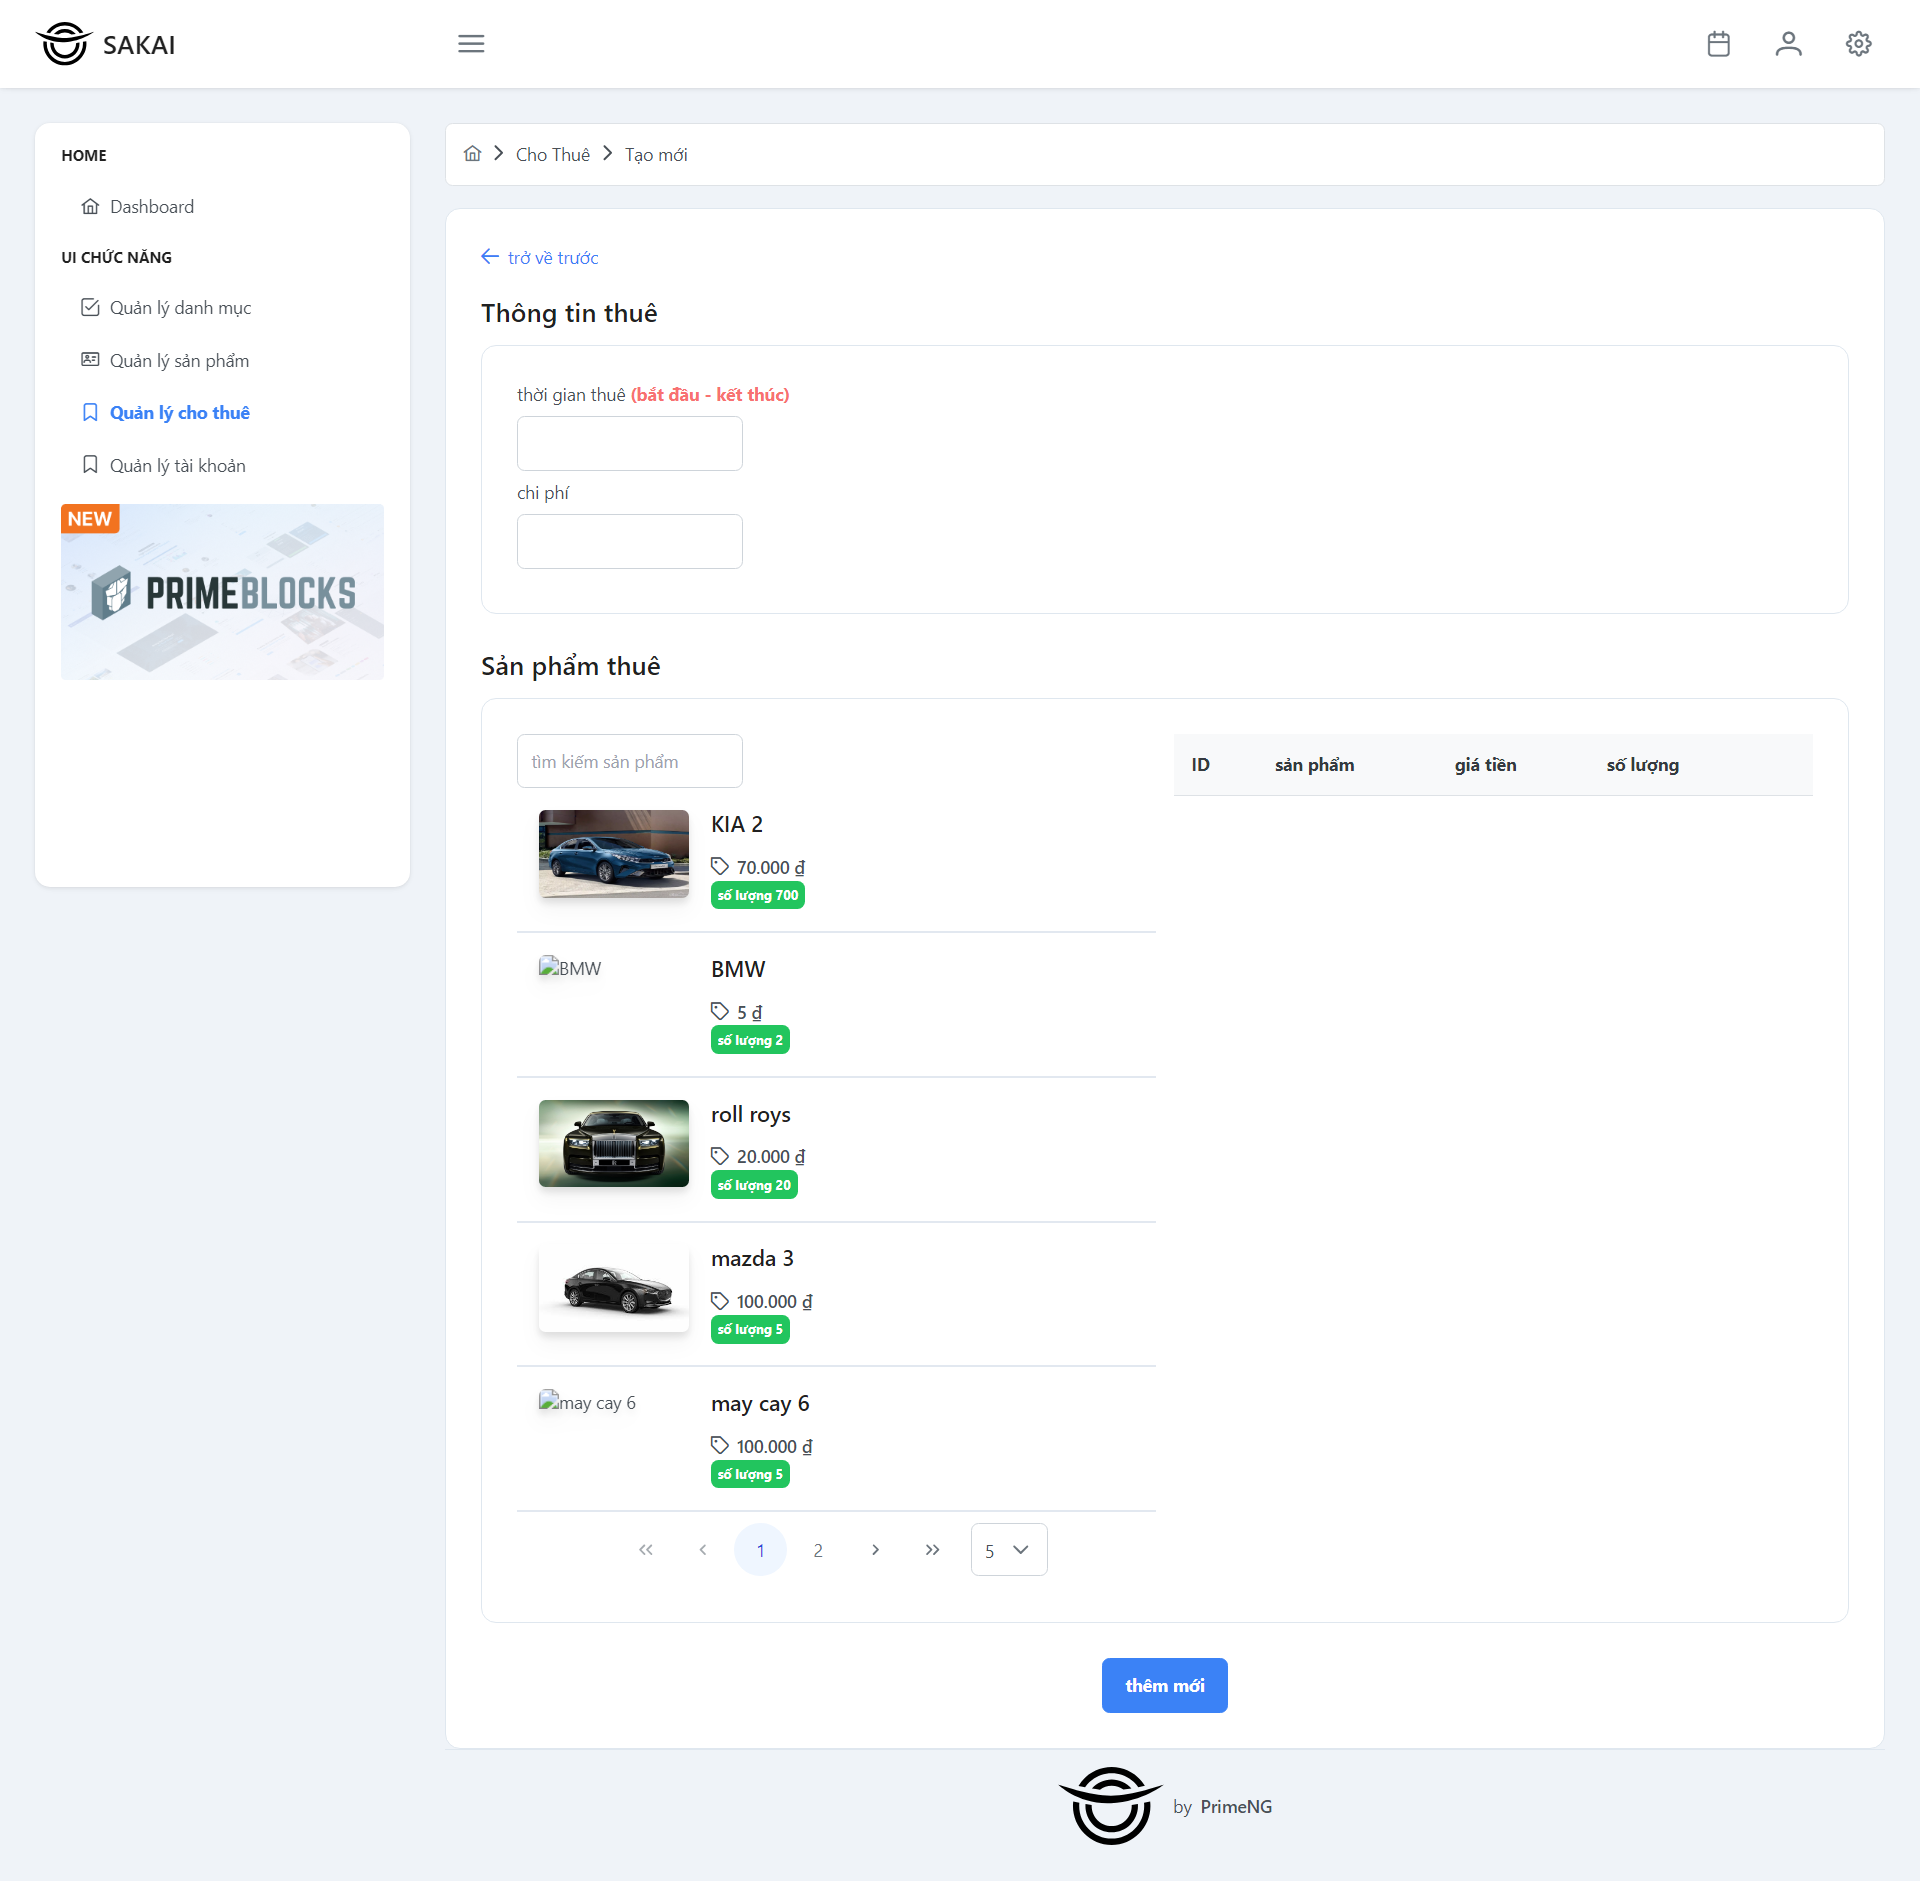 SAKAI
HOME
Dashboard
UI CHỨC NĂNG
Quản lý danh mục
Quản lý sản phẩm
Quản lý cho thuê
Quản lý tài khoản
NEW
PRIMEBLOCKS
Cho Thuê
Tạo mới
trở về trước
Thông tin thuê
thời gian thuê (bắt đầu - kết thúc)
chi phí
Sản phẩm thuê
tìm kiếm sản phẩm
KIA 2
70.000 ₫
số lượng 700
BMW
BMW
5 ₫
số lượng 2
roll roys
20.000 ₫
số lượng 20
mazda 3
100.000 ₫
số lượng 5
may cay 6
may cay 6
100.000 ₫
số lượng 5
1 2 5
ID sản phẩm giá tiền số lượng
thêm mới
by PrimeNG